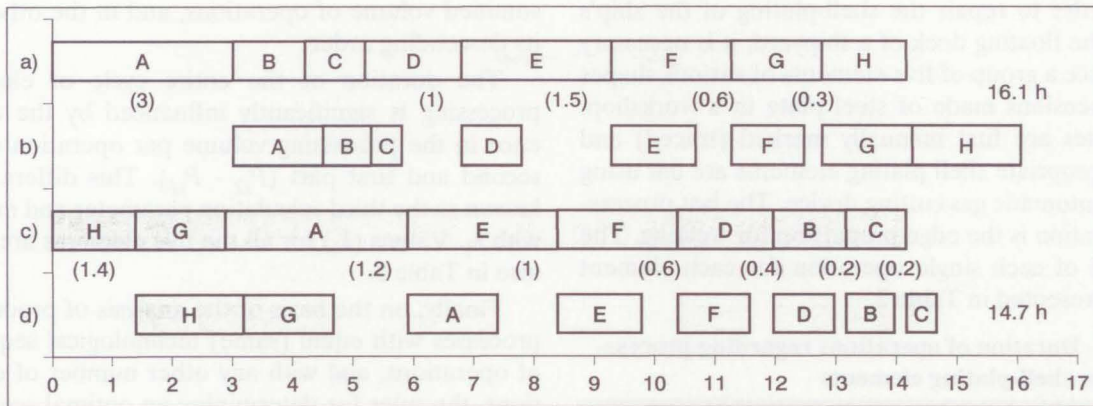 a) A B C D E F G H
(3) (1) (1.5) (0.6) (0.3) 16.1 h
b) A B C D E F G H
c) H G A E F D B C
(1.4) (1.2) (1) (0.6) (0.4) (0.2) (0.2)
d) H G A E F D B C 14.7 h
0 1 2 3 4 5 6 7 8 9 10 11 12 13 14 15 16 17